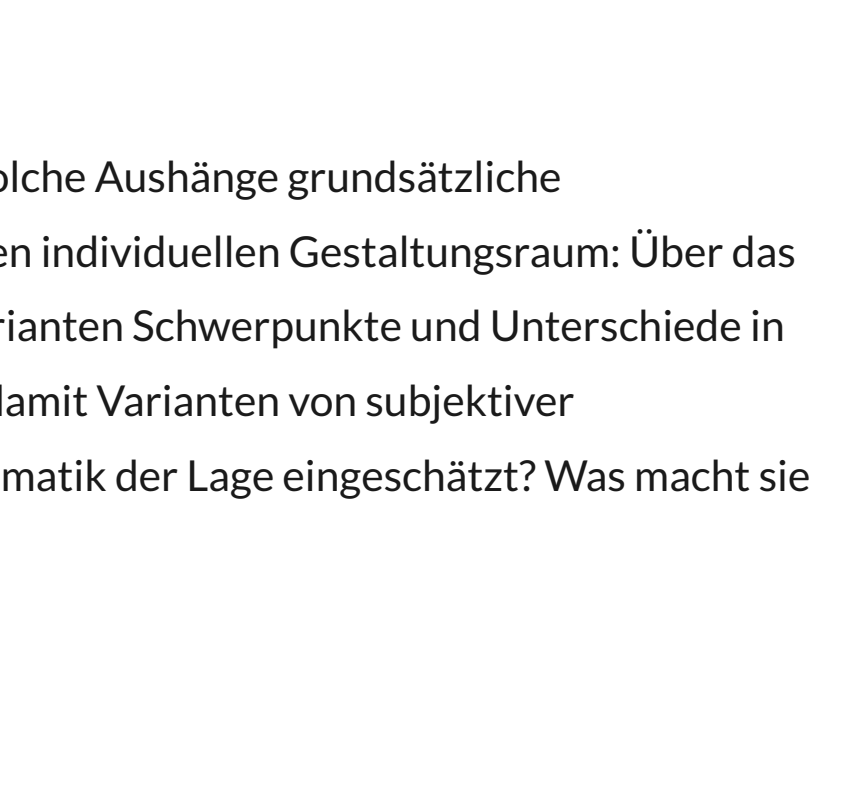 olche Aushänge grundsätzliche
en individuellen Gestaltungsraum: Über das
rianten Schwerpunkte und Unterschiede in
damit Varianten von subjektiver
matik der Lage eingeschätzt? Was macht sie